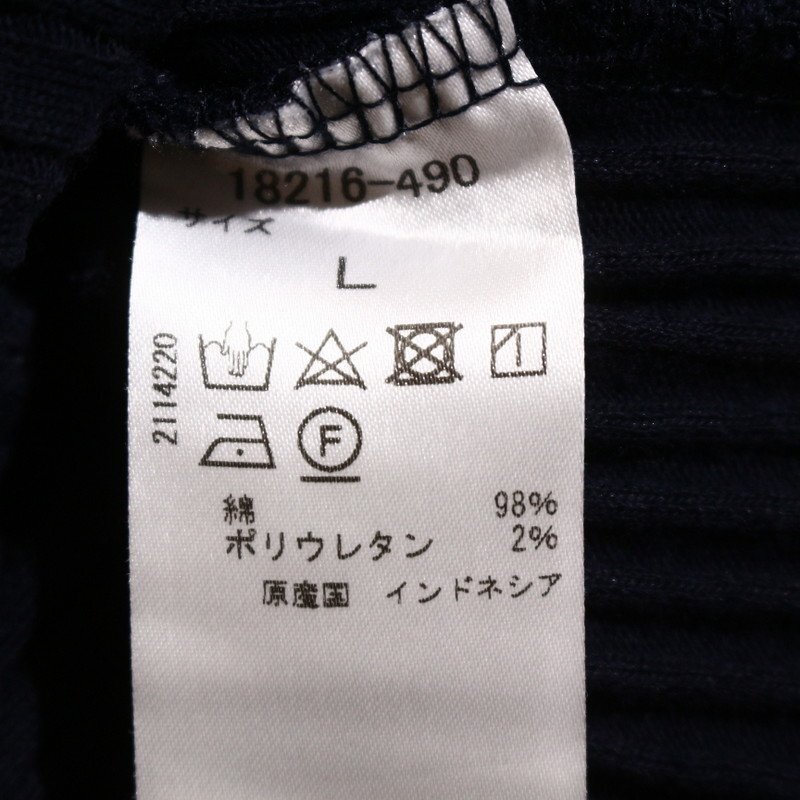 18216-490
サイズ
L
2114220
F
綿 98%
ポリウレタン 2%
原産国 インドネシア